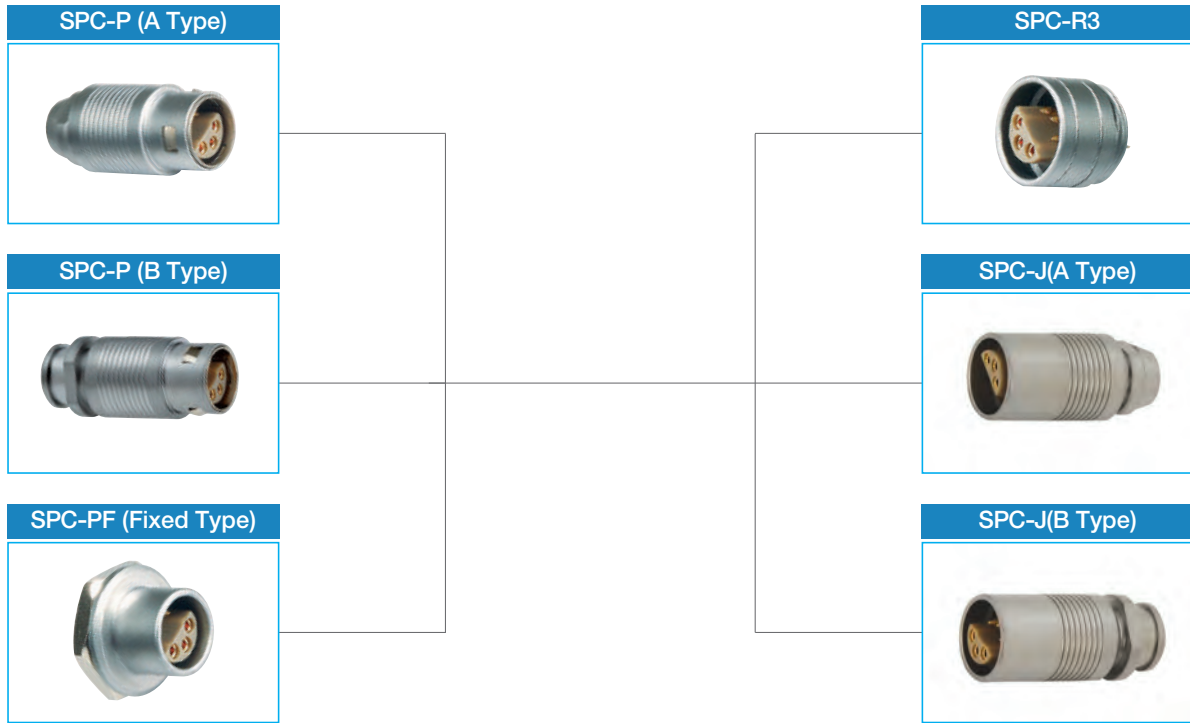 SPC-P (A Type)
SPC-R3
SPC-P (B Type)
SPC-J(A Type)
SPC-PF (Fixed Type)
SPC-J(B Type)